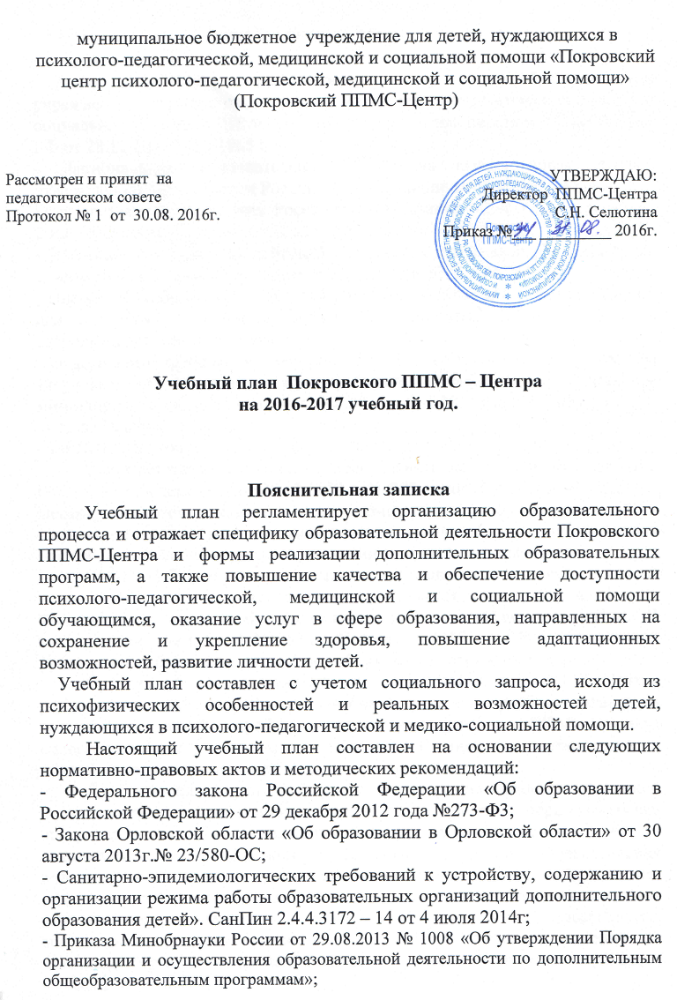 муниципальное бюджетное учреждение для детей, нуждающихся в
психолого-педагогической, медицинской и социальной помощи «Покровский
центр психолого-педагогической, медицинской и социальной помощи»
(Покровский ППМС-Центр)
Рассмотрен и принят на
педагогическом совете
Протокол № 1 от 30.08. 2016г.
УТВЕРЖДАЮ:
Директор ППМС-Центра
С.Н. Селютина
Приказ № 31. 08. 2016г.
Покровский
ППМС-Центр
Учебный план Покровского ППМС – Центра
на 2016-2017 учебный год.
Пояснительная записка
Учебный план регламентирует организацию образовательного
процесса и отражает специфику образовательной деятельности Покровского
ППМС-Центра и формы реализации дополнительных образовательных
программ, а также повышение качества и обеспечение доступности
психолого-педагогической, медицинской и социальной помощи
обучающимся, оказание услуг в сфере образования, направленных на
сохранение и укрепление здоровья, повышение адаптационных
возможностей, развитие личности детей.
Учебный план составлен с учетом социального запроса, исходя из
психофизических особенностей и реальных возможностей детей,
нуждающихся в психолого-педагогической и медико-социальной помощи.
Настоящий учебный план составлен на основании следующих
нормативно-правовых актов и методических рекомендаций:
- Федерального закона Российской Федерации «Об образовании в
Российской Федерации» от 29 декабря 2012 года №273-ФЗ;
- Закона Орловской области «Об образовании в Орловской области» от 30
августа 2013г.№ 23/580-ОС;
- Санитарно-эпидемиологических требований к устройству, содержанию и
организации режима работы образовательных организаций дополнительного
образования детей». СанПин 2.4.4.3172 – 14 от 4 июля 2014г;
- Приказа Минобрнауки России от 29.08.2013 № 1008 «Об утверждении Порядка
организации и осуществления образовательной деятельности по дополнительным
общеобразовательным программам»;